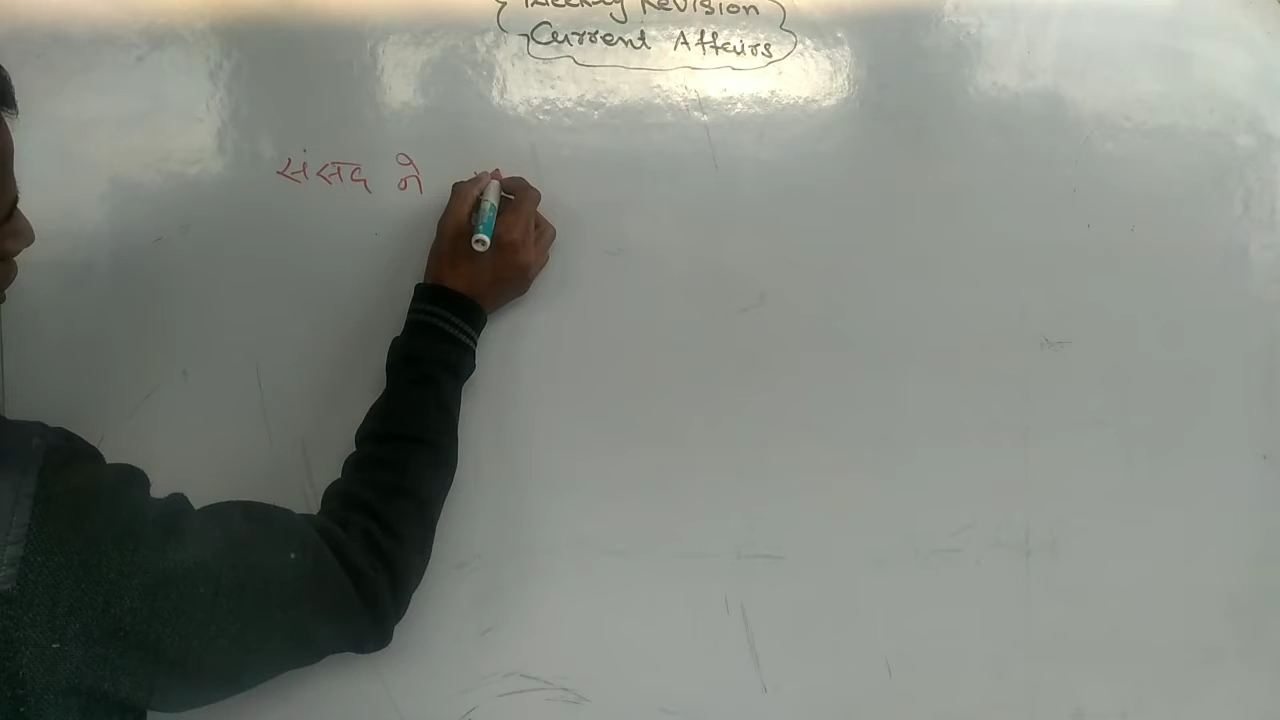 Weekly Revision
Current Affairs
संसद ने